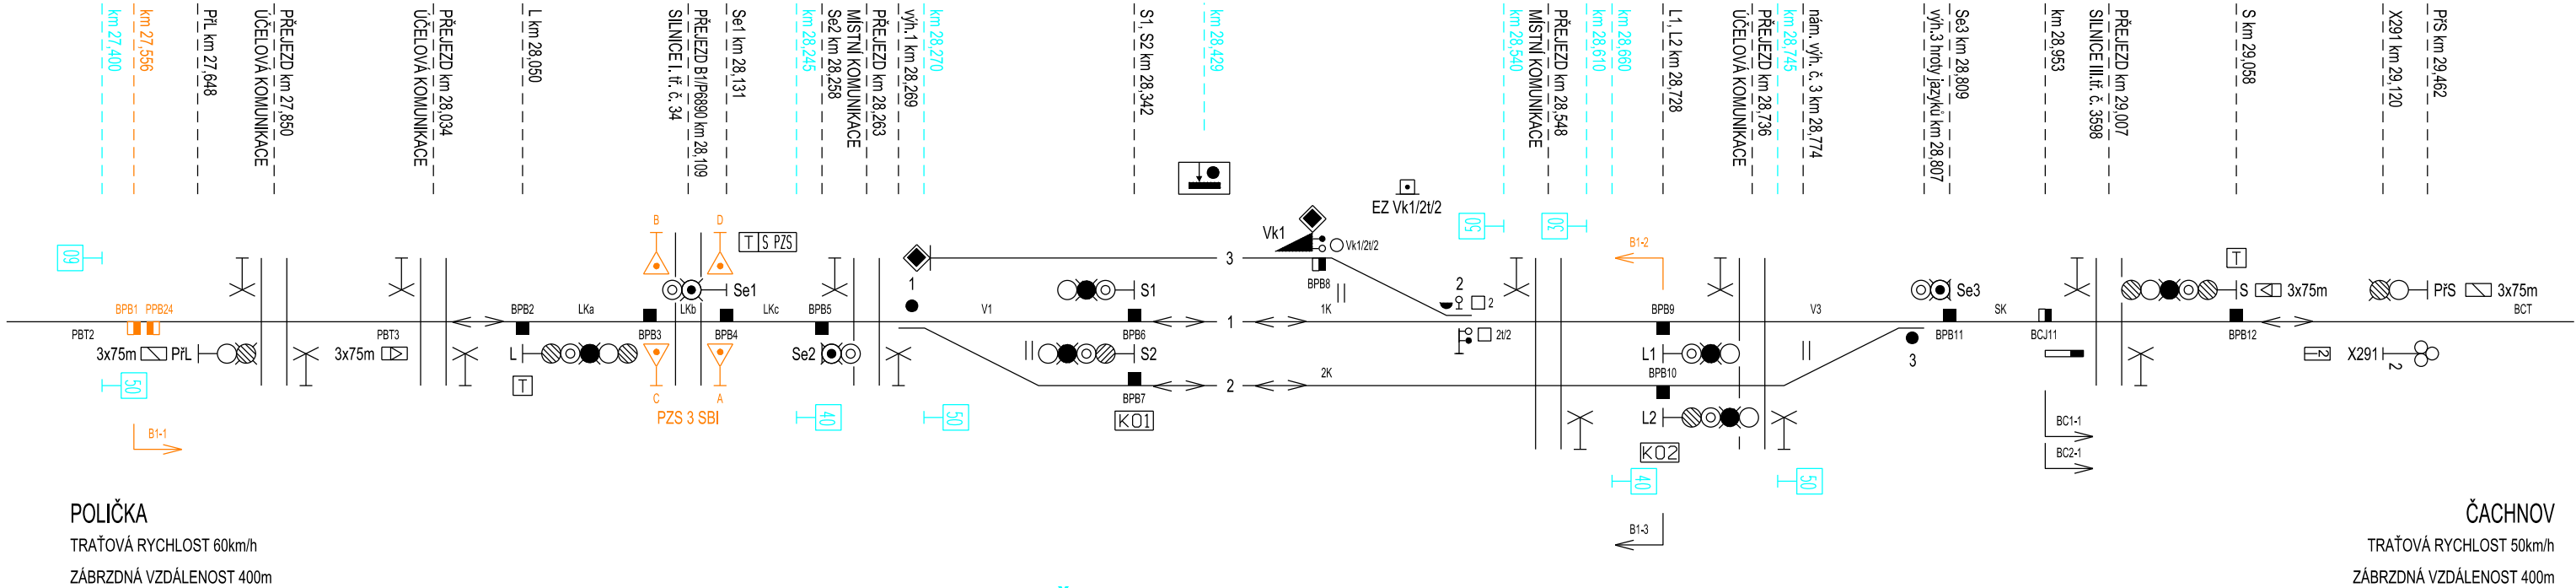 km 27,400
km 27,556
PřL km 27,648
PŘEJEZD km 27,850
ÚČELOVÁ KOMUNIKACE
PŘEJEZD km 28,034
ÚČELOVÁ KOMUNIKACE
L km 28,050
PŘEJEZD B1/P6890 km 28,109
SILNICE I. tř. č. 34
Se1 km 28,131
km 28,245
Se2 km 28,258
PŘEJEZD km 28,263
MÍSTNÍ KOMUNIKACE
výh.1 km 28,269
km 28,270
S1, S2 km 28,342
km 28,429
km 28,540
PŘEJEZD km 28,548
MÍSTNÍ KOMUNIKACE
km 28,610
km 28,660
L1, L2 km 28,728
PŘEJEZD km 28,736
ÚČELOVÁ KOMUNIKACE
km 28,745
nám. výh. č. 3 km 28,774
Se3 km 28,809
výh.3 hroty jazyků km 28,807
km 28,953
PŘEJEZD km 29,007
SILNICE III.tř. č. 3598
S km 29,058
X291 km 29,120
PřS km 29,462
EZ Vk1/2t/2
B D
T S PZS
Vk1
Vk1/2t/2
50
30
B1-2
T
60
1
3
BPB8
2
2
Se1
S1
Se3
S 3x75m
PřS 3x75m
BPB1 PPB24
BPB2
LKa
LKb
LKc
BPB5
V1
1
1K
BPB9
V3
SK
BCT
PBT2
PBT3
BPB3
BPB4
BPB6
2t/2
BPB11
BCJ11
BPB12
3x75m PřL
3x75m
L
Se2
S2
L1
3
2 X291
2
50
T
C A
PZS 3 SBI
BPB7
2
2K
BPB10
40
50
K01
L2
K02
B1-1
BC1-1
BC2-1
40
50
B1-3
POLIČKA
TRAŤOVÁ RYCHLOST 60km/h
ZÁBRZDNÁ VZDÁLENOST 400m
ČACHNOV
TRAŤOVÁ RYCHLOST 50km/h
ZÁBRZDNÁ VZDÁLENOST 400m